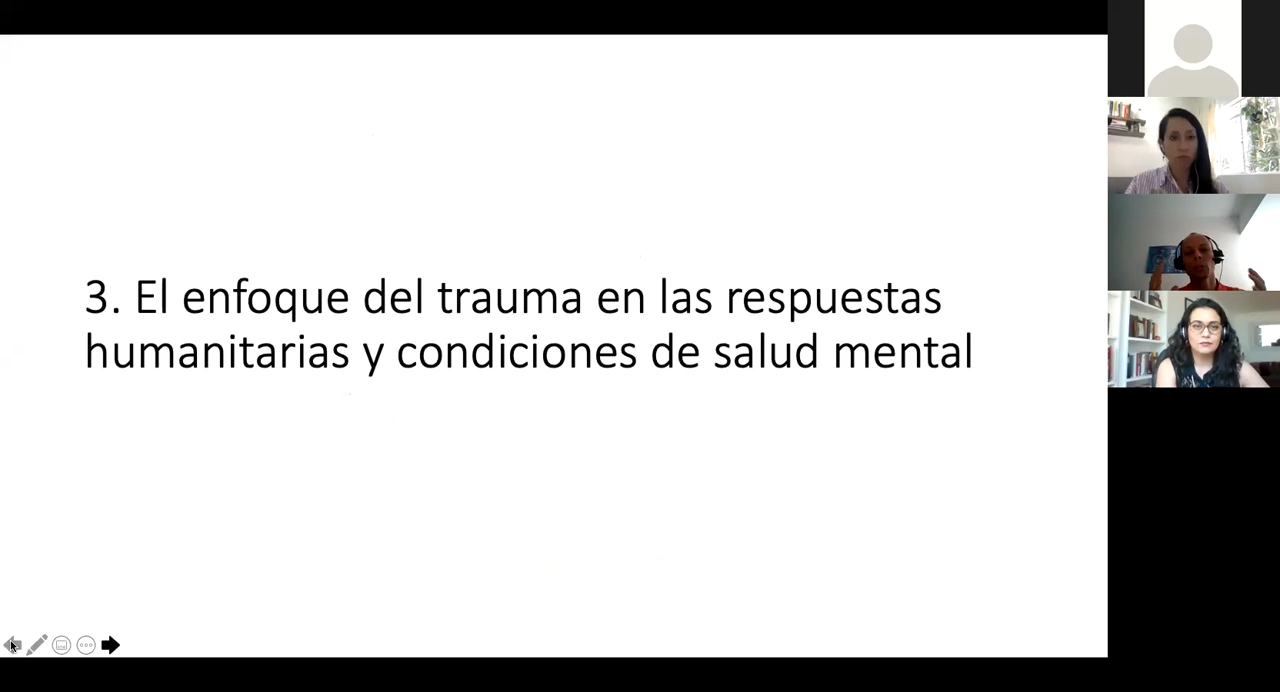 3. El enfoque del trauma en las respuestas
humanitarias y condiciones de salud mental